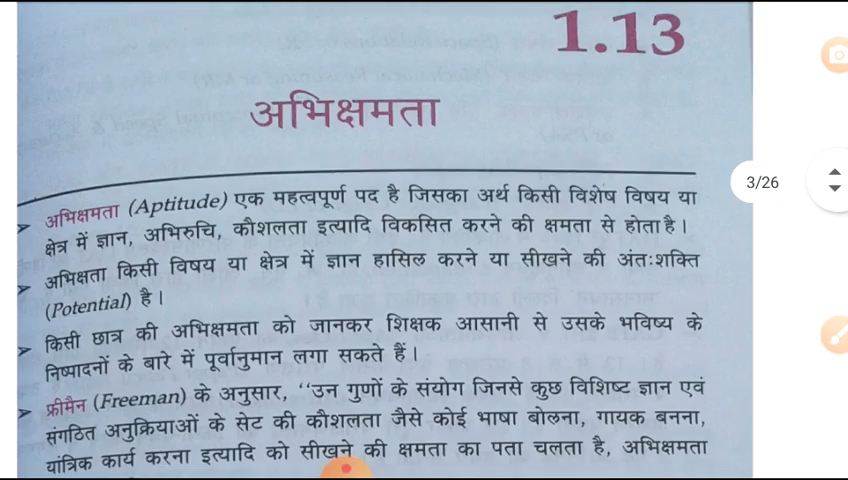 1.13
अभिक्षमता
3/26
➤ अभिक्षमता (Aptitude) एक महत्वपूर्ण पद है जिसका अर्थ किसी विशेष विषय या
क्षेत्र में ज्ञान, अभिरुचि, कौशलता इत्यादि विकसित करने की क्षमता से होता है।
➤ अभिक्षता किसी विषय या क्षेत्र में ज्ञान हासिल करने या सीखने की अंतःशक्ति
(Potential) है।
➤ किसी छात्र की अभिक्षमता को जानकर शिक्षक आसानी से उसके भविष्य के
निष्पादनों के बारे में पूर्वानुमान लगा सकते हैं।
➤ फ्रीमैन (Freeman) के अनुसार, ‘‘उन गुणों के संयोग जिनसे कुछ विशिष्ट ज्ञान एवं
संगठित अनुक्रियाओं के सेट की कौशलता जैसे कोई भाषा बोलना, गायक बनना,
यांत्रिक कार्य करना इत्यादि को सीखने की क्षमता का पता चलता है, अभिक्षमता